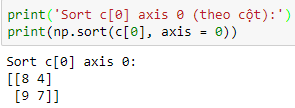 print('Sort c[0] axis 0 (theo cột):')
print(np.sort(c[0], axis = 0))
Sort c[0] axis 0:
[[8 4]
 [9 7]]